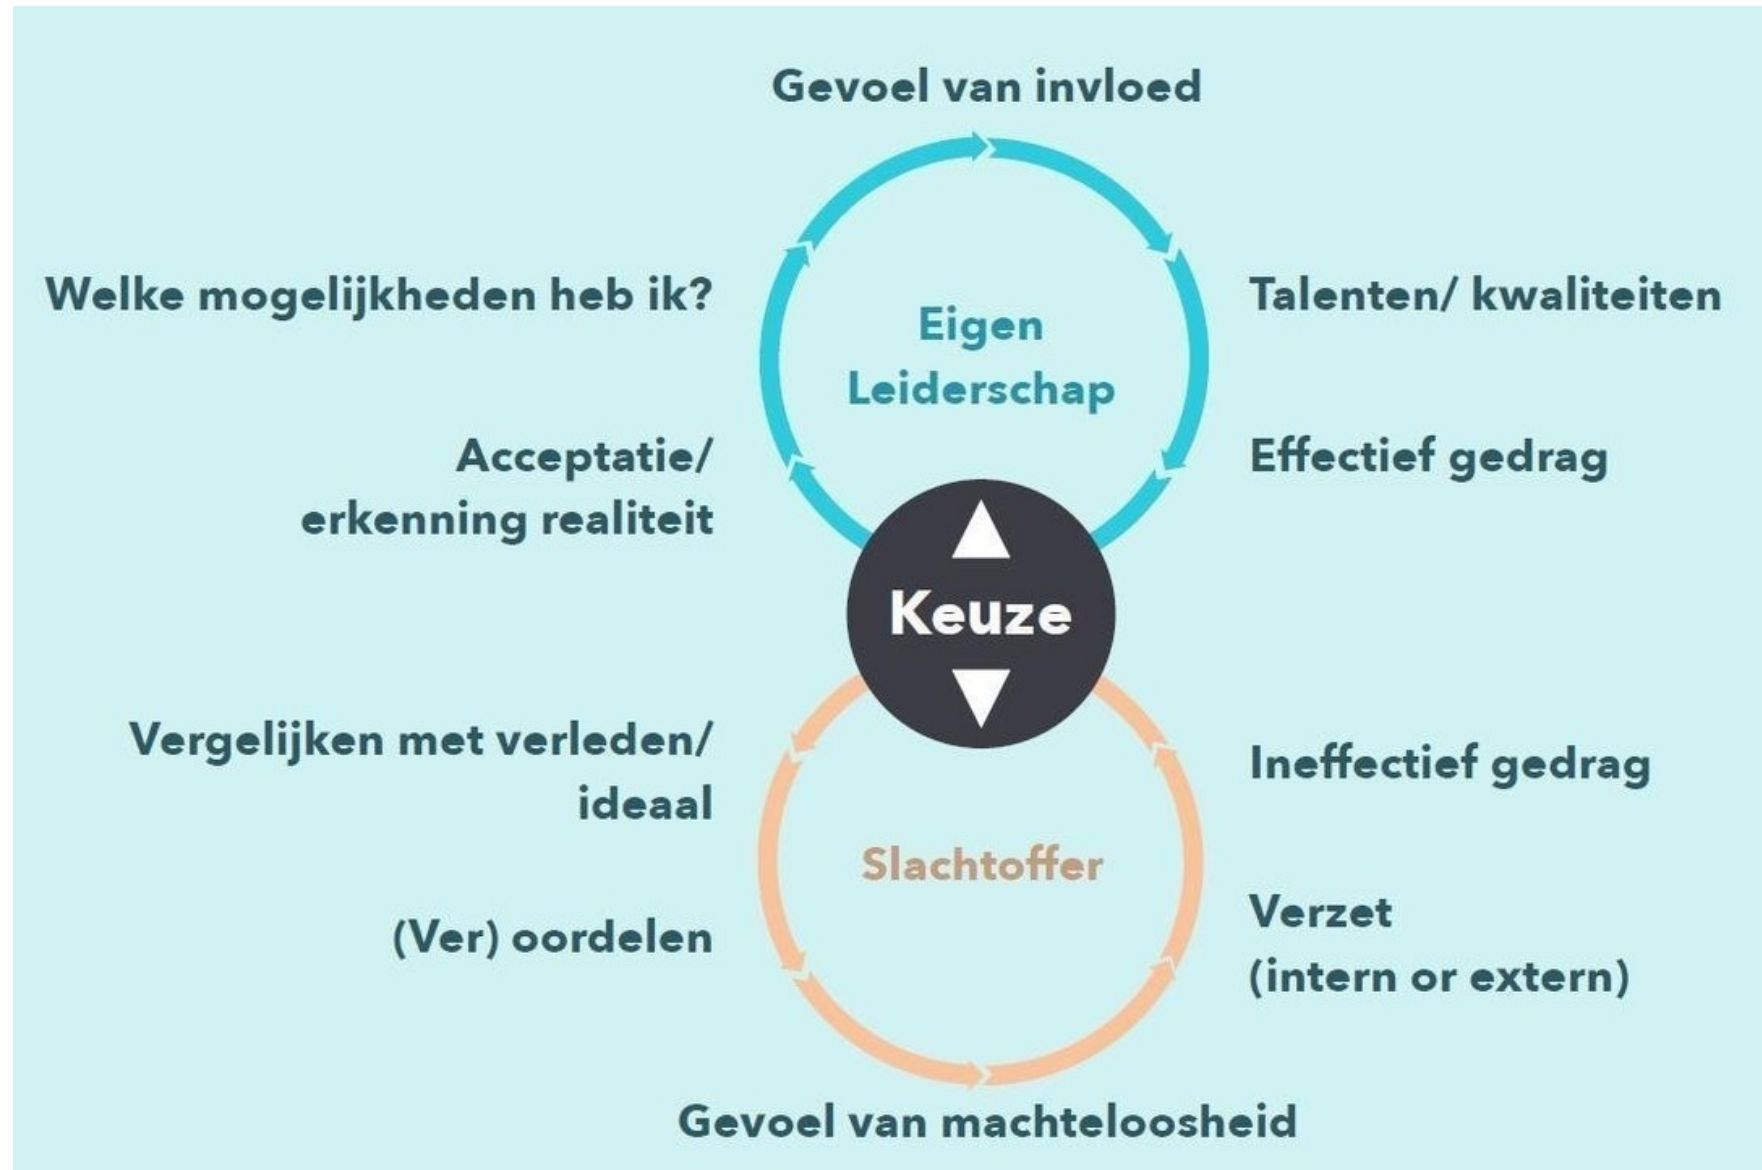 Gevoel van invloed
Welke mogelijkheden heb ik?
Talenten/ kwaliteiten
Eigen
Leiderschap
Acceptatie/
erkenning realiteit
Effectief gedrag
Keuze
Vergelijken met verleden/
ideaal
Ineffectief gedrag
Slachtoffer
(Ver) oordelen
Verzet
(intern or extern)
Gevoel van machteloosheid